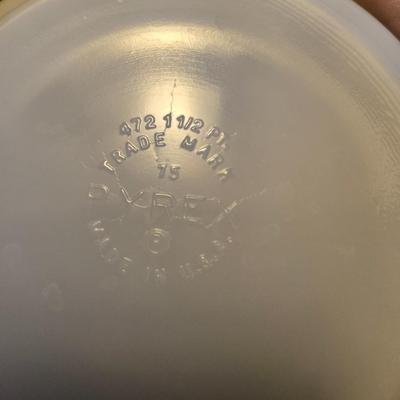 472 1 1/2 PT.
TRADE MARK
75
PYREX
®
MADE IN U.S.A.